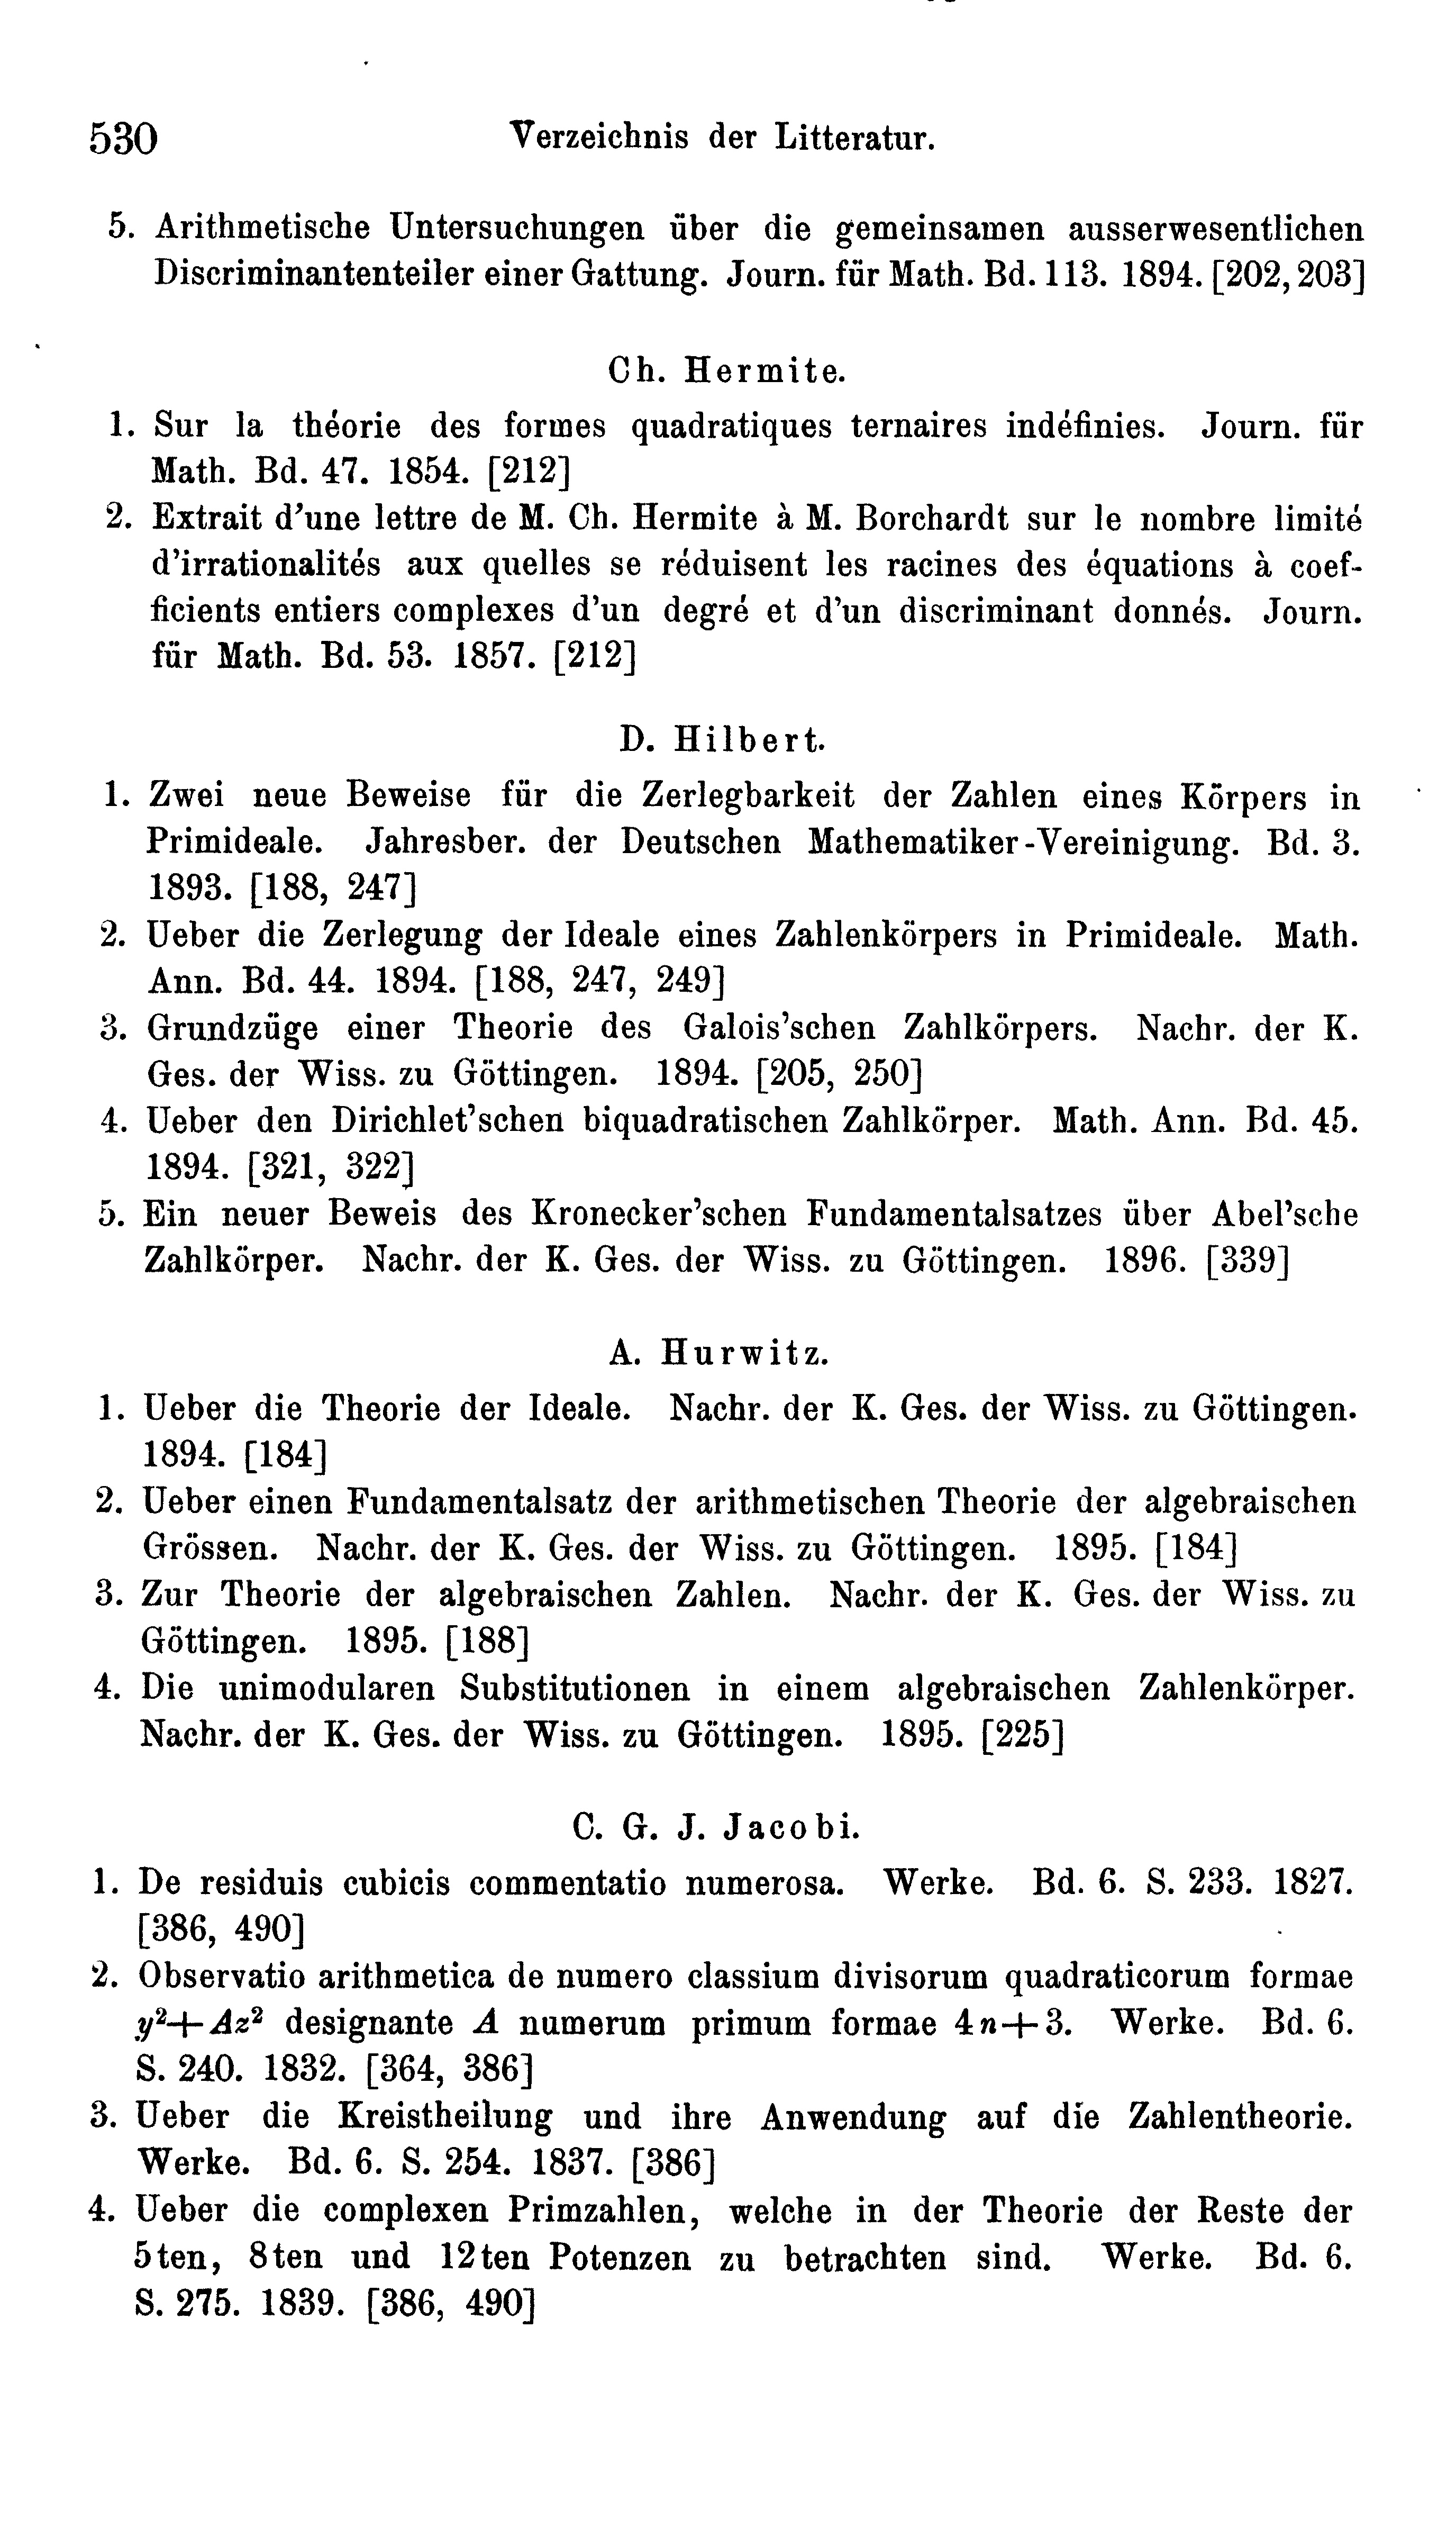 530 Verzeichnis der Litteratur.
5. Arithmetische Untersuchungen über die gemeinsamen ausserwesentlichen
Discriminantenteiler einer Gattung. Journ. für Math. Bd. 113. 1894. [202, 203]
Ch. Hermite.
1. Sur la théorie des formes quadratiques ternaires indéfinies. Journ. für
Math. Bd. 47. 1854. [212]
2. Extrait d'une lettre de M. Ch. Hermite à M. Borchardt sur le nombre limité
d'irrationalités aux quelles se réduisent les racines des équations à coef-
ficients entiers complexes d'un degré et d'un discriminant donnés. Journ.
für Math. Bd. 53. 1857. [212]
D. Hilbert.
1. Zwei neue Beweise für die Zerlegbarkeit der Zahlen eines Körpers in
Primideale. Jahresber. der Deutschen Mathematiker-Vereinigung. Bd. 3.
1893. [188, 247]
2. Ueber die Zerlegung der Ideale eines Zahlenkörpers in Primideale. Math.
Ann. Bd. 44. 1894. [188, 247, 249]
3. Grundzüge einer Theorie des Galois'schen Zahlkörpers. Nachr. der K.
Ges. der Wiss. zu Göttingen. 1894. [205, 250]
4. Ueber den Dirichlet'schen biquadratischen Zahlkörper. Math. Ann. Bd. 45.
1894. [321, 322]
5. Ein neuer Beweis des Kronecker'schen Fundamentalsatzes über Abel'sche
Zahlkörper. Nachr. der K. Ges. der Wiss. zu Göttingen. 1896. [339]
A. Hurwitz.
1. Ueber die Theorie der Ideale. Nachr. der K. Ges. der Wiss. zu Göttingen.
1894. [184]
2. Ueber einen Fundamentalsatz der arithmetischen Theorie der algebraischen
Grössen. Nachr. der K. Ges. der Wiss. zu Göttingen. 1895. [184]
3. Zur Theorie der algebraischen Zahlen. Nachr. der K. Ges. der Wiss. zu
Göttingen. 1895. [188]
4. Die unimodularen Substitutionen in einem algebraischen Zahlenkörper.
Nachr. der K. Ges. der Wiss. zu Göttingen. 1895. [225]
C. G. J. Jacobi.
1. De residuis cubicis commentatio numerosa. Werke. Bd. 6. S. 233. 1827.
[386, 490]
2. Observatio arithmetica de numero classium divisorum quadraticorum formae
y²+Az² designante A numerum primum formae 4n+3. Werke. Bd. 6.
S. 240. 1832. [364, 386]
3. Ueber die Kreistheilung und ihre Anwendung auf die Zahlentheorie.
Werke. Bd. 6. S. 254. 1837. [386]
4. Ueber die complexen Primzahlen, welche in der Theorie der Reste der
5ten, 8ten und 12ten Potenzen zu betrachten sind. Werke. Bd. 6.
S. 275. 1839. [386, 490]